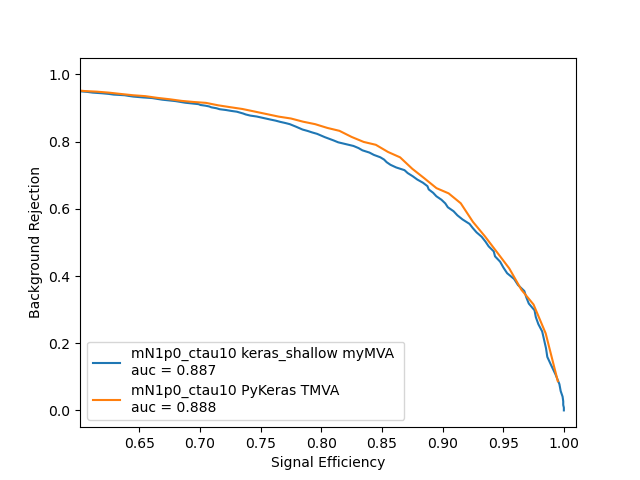 1.0
0.8
0.6
0.4
0.2
0.0
Background Rejection
mN1p0_ctau10 keras_shallow myMVA
auc = 0.887
mN1p0_ctau10 PyKeras TMVA
auc = 0.888
0.65 0.70 0.75 0.80 0.85 0.90 0.95 1.00
Signal Efficiency